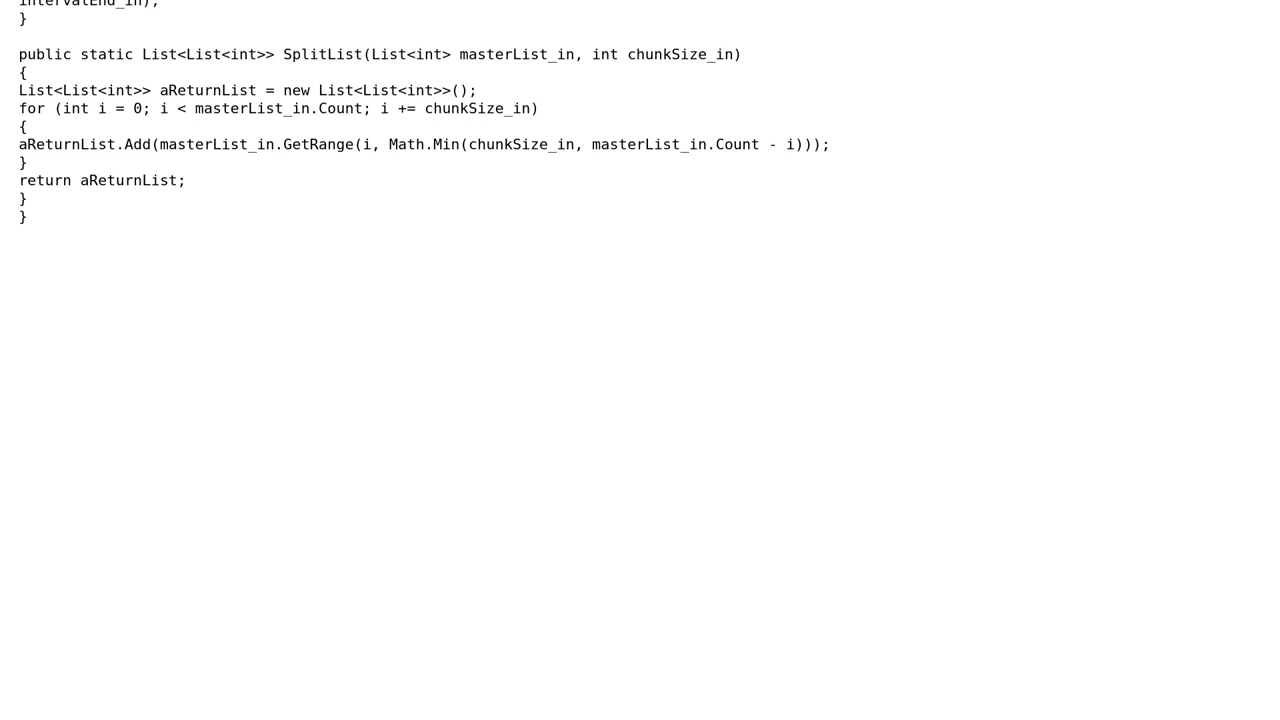 intervalEnd_in);
}

public static List<List<int>> SplitList(List<int> masterList_in, int chunkSize_in)
{
List<List<int>> aReturnList = new List<List<int>>();
for (int i = 0; i < masterList_in.Count; i += chunkSize_in)
{
aReturnList.Add(masterList_in.GetRange(i, Math.Min(chunkSize_in, masterList_in.Count - i)));
}
return aReturnList;
}
}